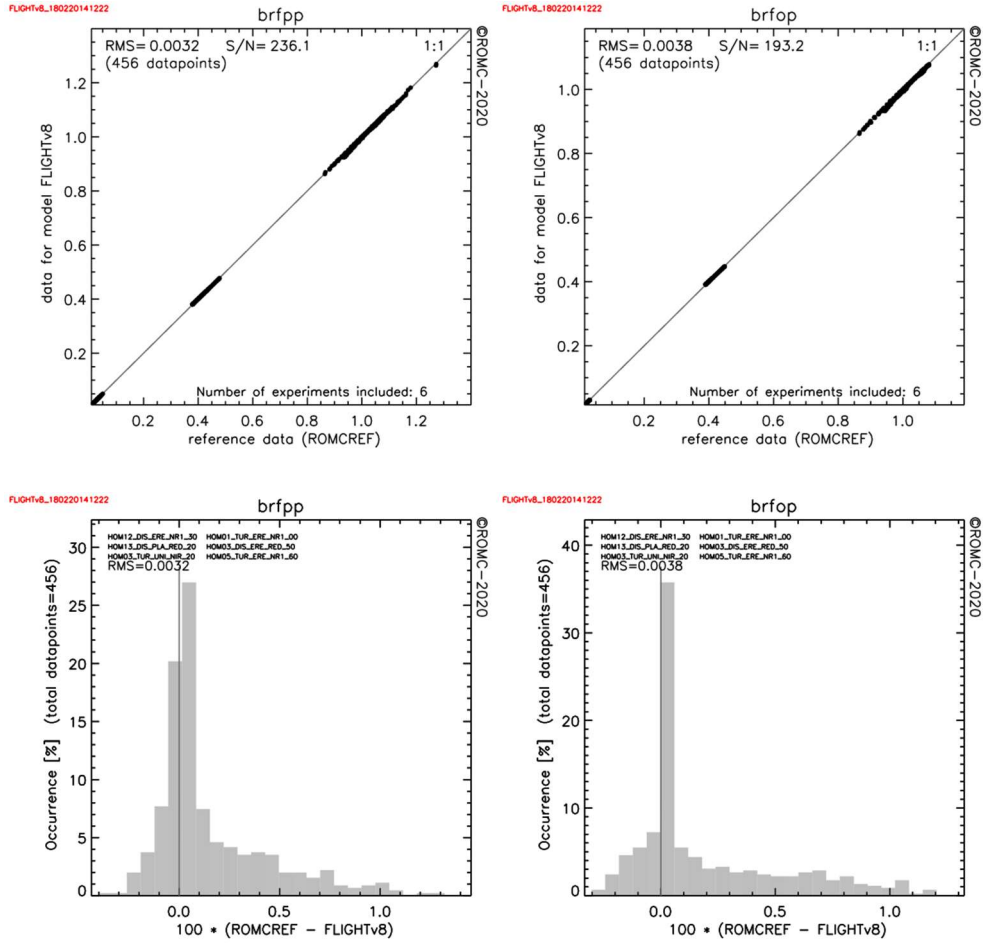 FLIGHTv8_180220141222
brfpp
RMS= 0.0032 S/N= 236.1 1:1
(456 datapoints)
©ROMC-2020
data for model FLIGHTv8
1.2
1.0
0.8
0.6
0.4
0.2
Number of experiments included: 6
0.2 0.4 0.6 0.8 1.0 1.2
reference data (ROMCREF)
FLIGHTv8_180220141222
brfop
RMS= 0.0038 S/N= 193.2 1:1
(456 datapoints)
©ROMC-2020
data for model FLIGHTv8
1.0
0.8
0.6
0.4
0.2
Number of experiments included: 6
0.2 0.4 0.6 0.8 1.0
reference data (ROMCREF)
FLIGHTv8_180220141222
brfpp
HOM12_DIS_ERE_NR1_30 HOM01_TUR_ERE_NR1_00
HOM13_DIS_PLA_RED_20 HOM03_DIS_ERE_RED_50
HOM03_TUR_UNI_NIR_20 HOM05_TUR_ERE_NR1_60
RMS=0.0032
©ROMC-2020
Occurrence [%] (total datapoints=456)
30
25
20
15
10
5
0
0.0 0.5 1.0
100 * (ROMCREF - FLIGHTv8)
FLIGHTv8_180220141222
brfop
HOM12_DIS_ERE_NR1_30 HOM01_TUR_ERE_NR1_00
HOM13_DIS_PLA_RED_20 HOM03_DIS_ERE_RED_50
HOM03_TUR_UNI_NIR_20 HOM05_TUR_ERE_NR1_60
RMS=0.0038
©ROMC-2020
Occurrence [%] (total datapoints=456)
40
30
20
10
0
0.0 0.5 1.0
100 * (ROMCREF - FLIGHTv8)